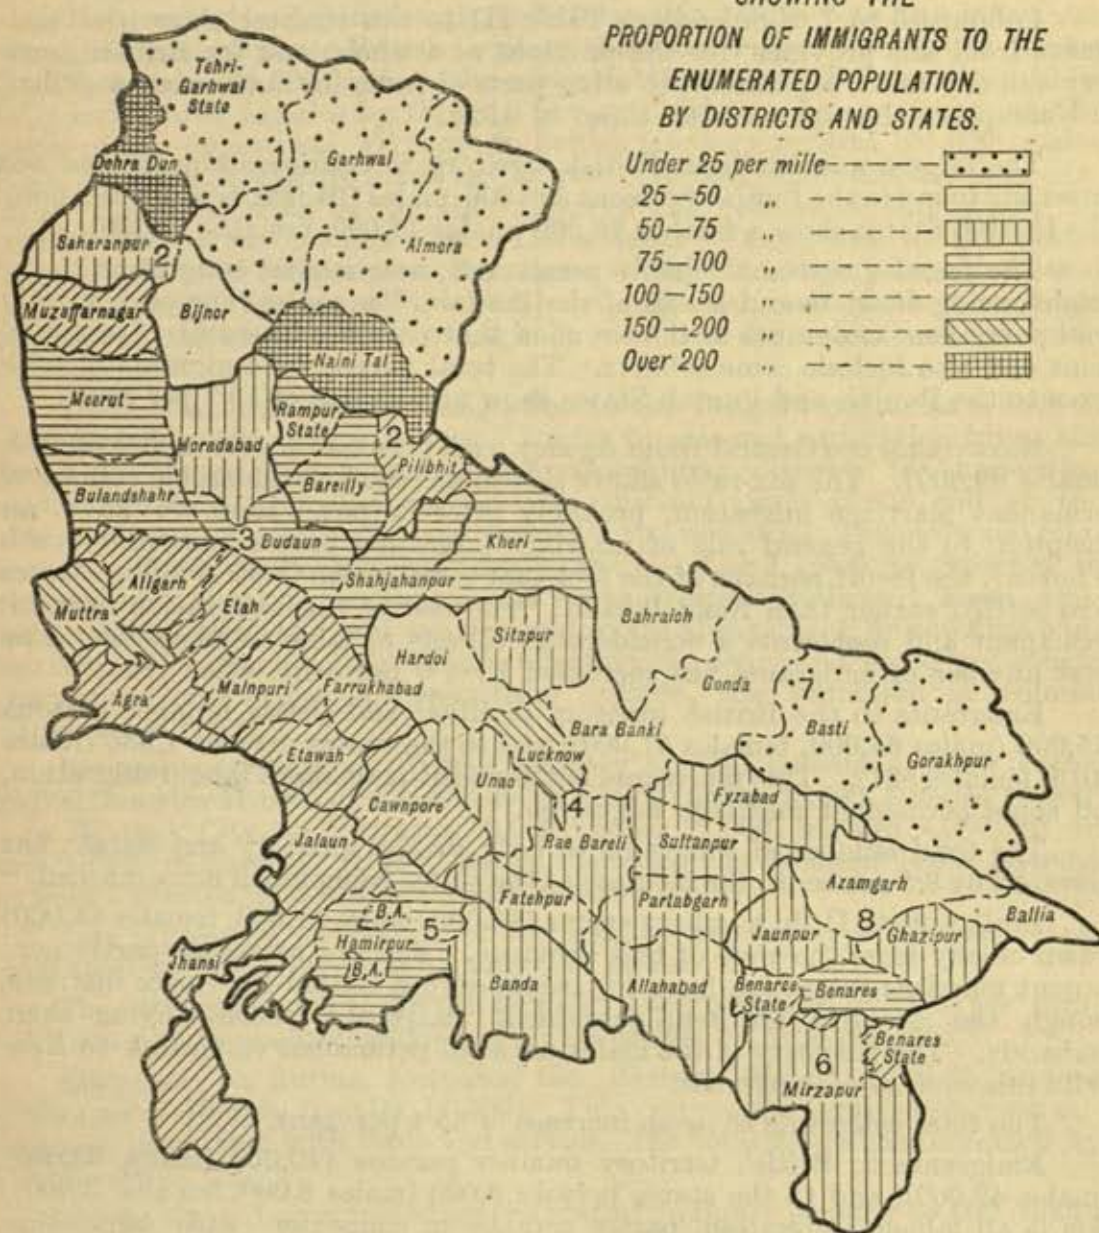 SHOWING THE
PROPORTION OF IMMIGRANTS TO THE
ENUMERATED POPULATION.
BY DISTRICTS AND STATES.
Under 25 per mille
25—50 „
50—75 „
75—100 „
100—150 „
150—200 „
Over 200 „
Tehri-
Garhwal
State
1
Garhwal
Dehra Dun
Almora
Saharanpur
2
Muzaffarnagar
Bijnor
Naini Tal
Meerut
Rampur
State
Moradabad
2
Pilibhit
Bareilly
Bulandshahr
3
Budaun
Kheri
Shahjahanpur
Aligarh
Muttra
Etah
Bahraich
Sitapur
Hardoi
Gonda
7
Agra
Mainpuri
Farrukhabad
Basti
Bara Banki
Gorakhpur
Etawah
Lucknow
Unao
Fyzabad
Cawnpore
4
Jalaun
Rae Bareli
Sultanpur
Azamgarh
B.A.
Fatehpur
Partabgarh
Ballia
5
Jaunpur
8
Ghazipur
Hamirpur
Jhansi
B.A.
Banda
Allahabad
Benares
State
Benares
Benares
State
6
Mirzapur